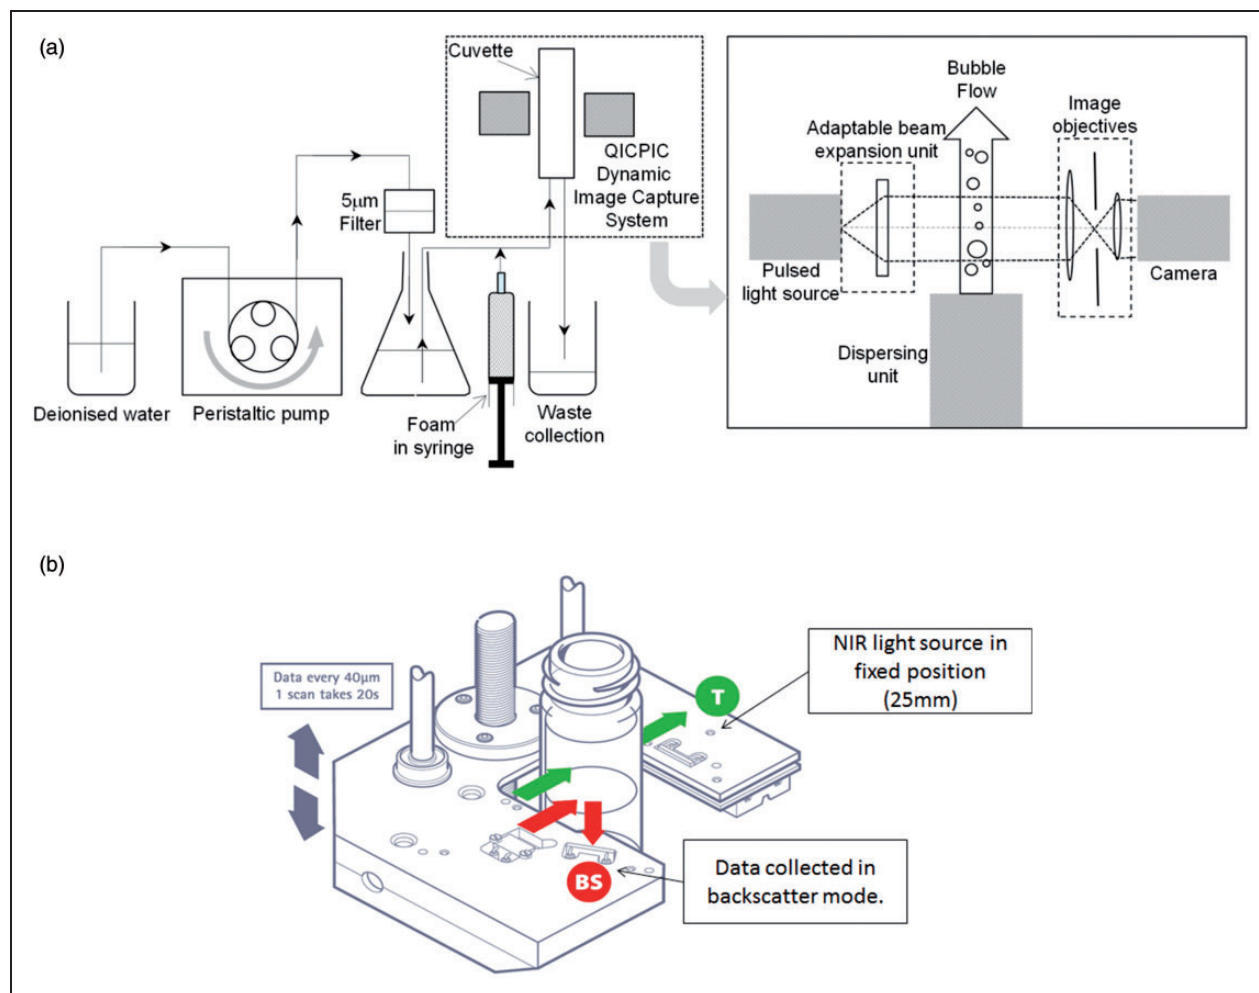 (a)
Cuvette
QICPIC
Dynamic
Image Capture
System
5μm
Filter
Deionised water
Peristaltic pump
Foam
in syringe
Waste
collection
Bubble
Flow
Image
objectives
Adaptable beam
expansion unit
Pulsed
light source
Camera
Dispersing
unit
(b)
Data every 40μm
1 scan takes 20s
T
NIR light source in
fixed position
(25mm)
BS
Data collected in
backscatter mode.